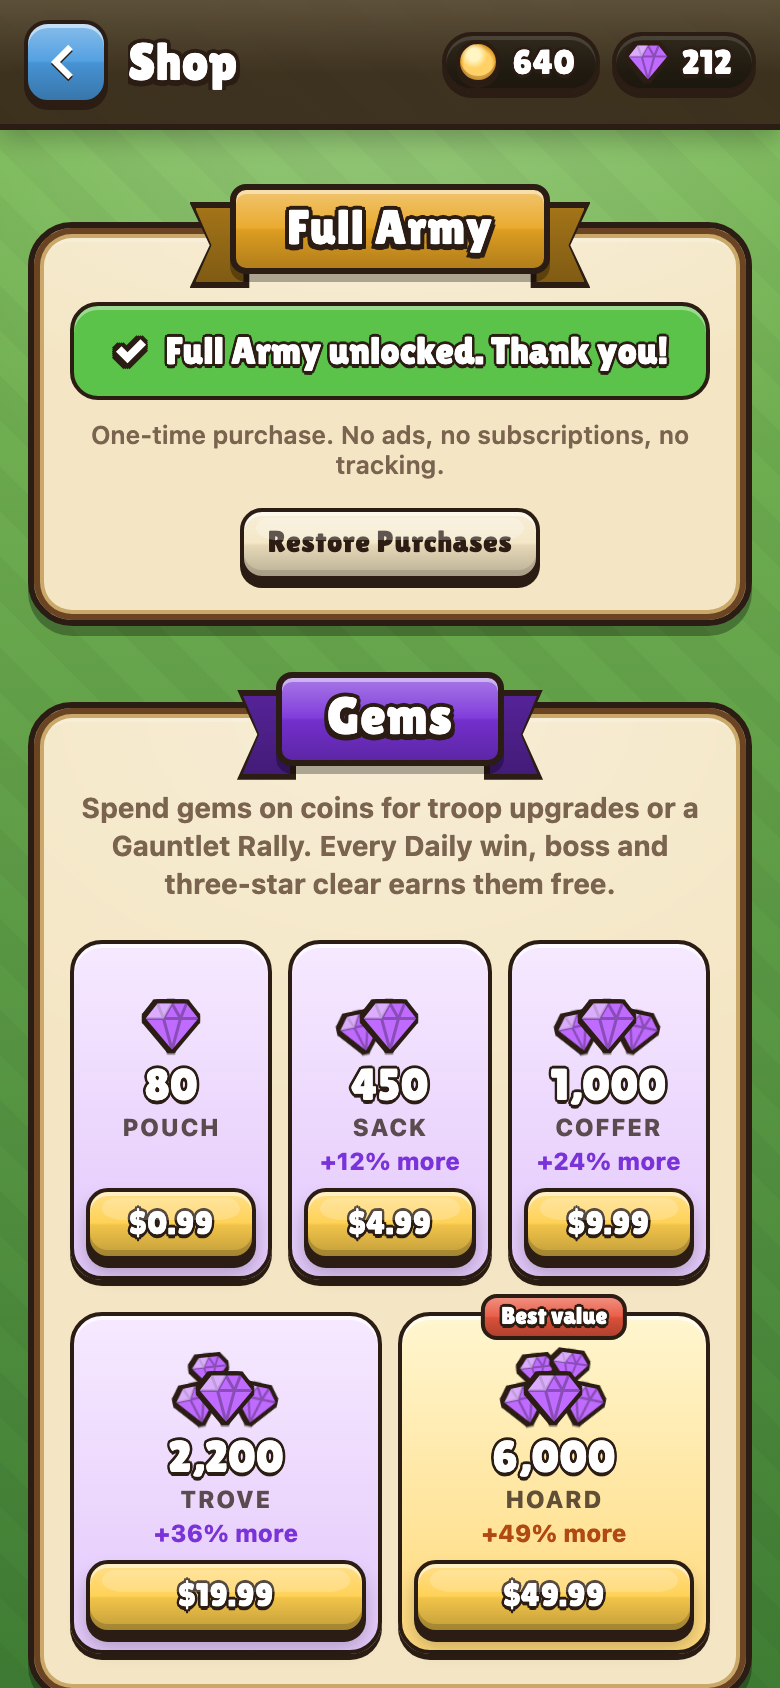 Shop
640
212
Full Army
Full Army unlocked. Thank you!
One-time purchase. No ads, no subscriptions, no
tracking.
Restore Purchases
Gems
Spend gems on coins for troop upgrades or a
Gauntlet Rally. Every Daily win, boss and
three-star clear earns them free.
80
POUCH
$0.99
450
SACK
+12% more
$4.99
1,000
COFFER
+24% more
$9.99
2,200
TROVE
+36% more
$19.99
Best value
6,000
HOARD
+49% more
$49.99